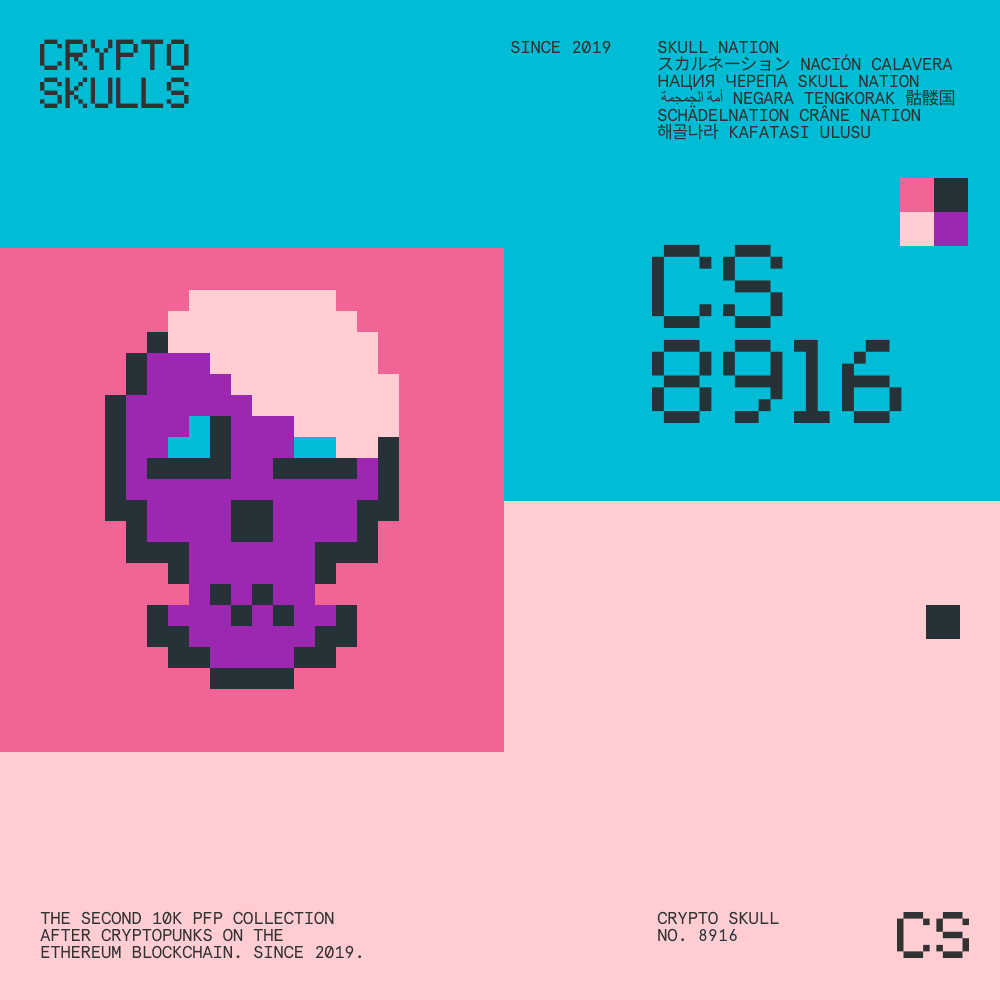 CRYPTO
SKULLS
SINCE 2019
SKULL NATION
スカルネーション NACIÓN CALAVERA
НАЦИЯ ЧЕРЕПА SKULL NATION
أمة الجمجمة NEGARA TENGKORAK 骷髅国
SCHÄDELNATION CRÂNE NATION
해골나라 KAFATASI ULUSU
CS
8916
THE SECOND 10K PFP COLLECTION
AFTER CRYPTOPUNKS ON THE
ETHEREUM BLOCKCHAIN. SINCE 2019.
CRYPTO SKULL
NO. 8916
CS